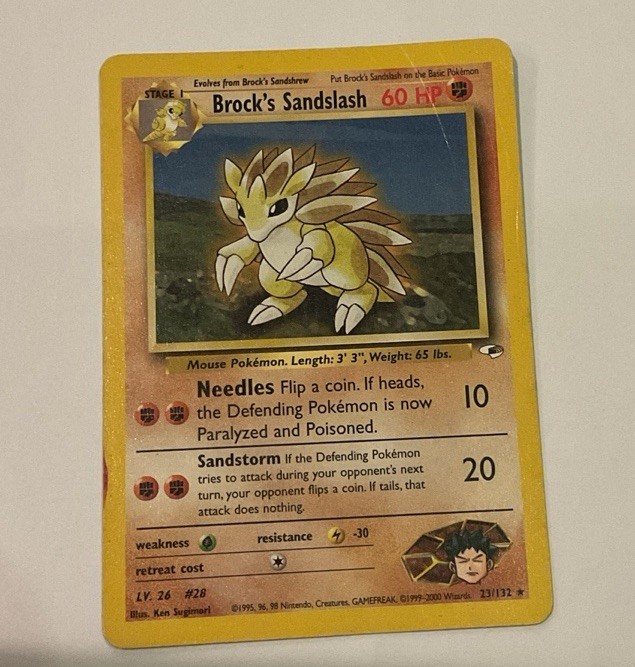 Evolves from Brock's Sandshrew Put Brock's Sandslash on the Basic Pokémon
STAGE 1 Brock's Sandslash 60 HP
Mouse Pokémon. Length: 3' 3", Weight: 65 lbs.
Needles Flip a coin. If heads,
the Defending Pokémon is now 10
Paralyzed and Poisoned.
Sandstorm If the Defending Pokémon
tries to attack during your opponent's next 20
turn, your opponent flips a coin. If tails, that
attack does nothing.
weakness resistance -30
retreat cost
LV. 26 #28
Illus. Ken Sugimori ©1995, 96, 98 Nintendo, Creatures, GAMEFREAK. ©1999-2000 Wizards. 23/132 ★